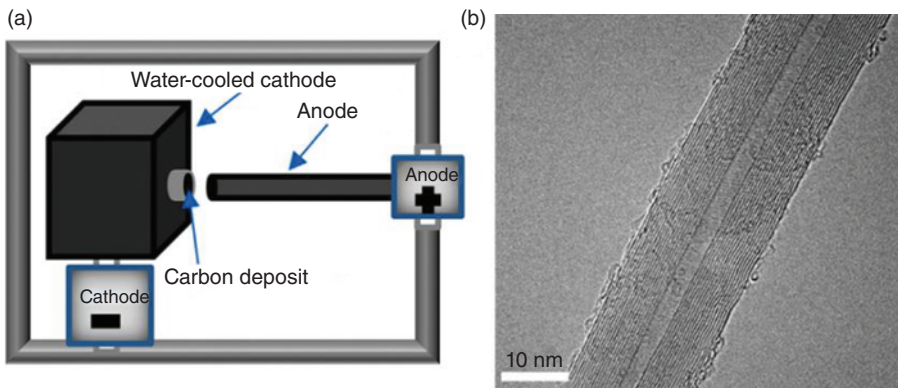 (a)
Water-cooled cathode
Anode
Anode
Carbon deposit
Cathode
(b)
10 nm